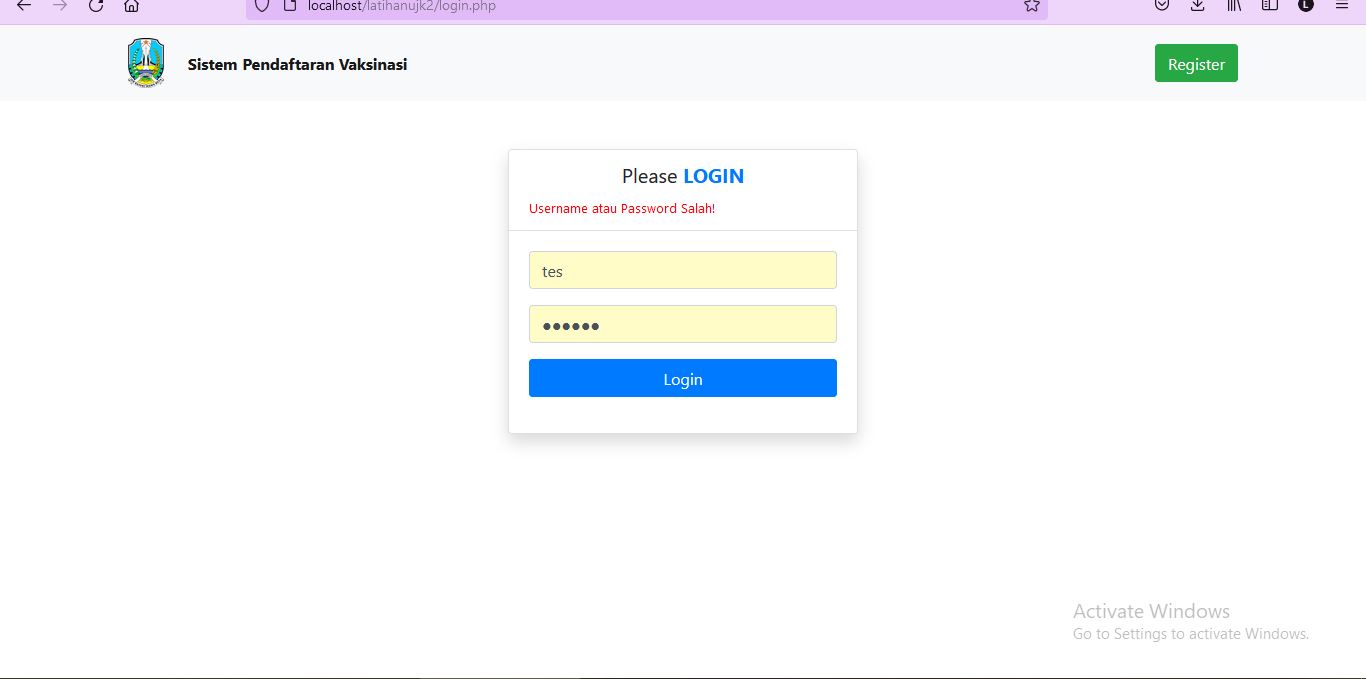 localhost/latihanujk2/login.php
L
Sistem Pendaftaran Vaksinasi
Register
Please LOGIN
Username atau Password Salah!
tes
●●●●●●
Login
Activate Windows
Go to Settings to activate Windows.